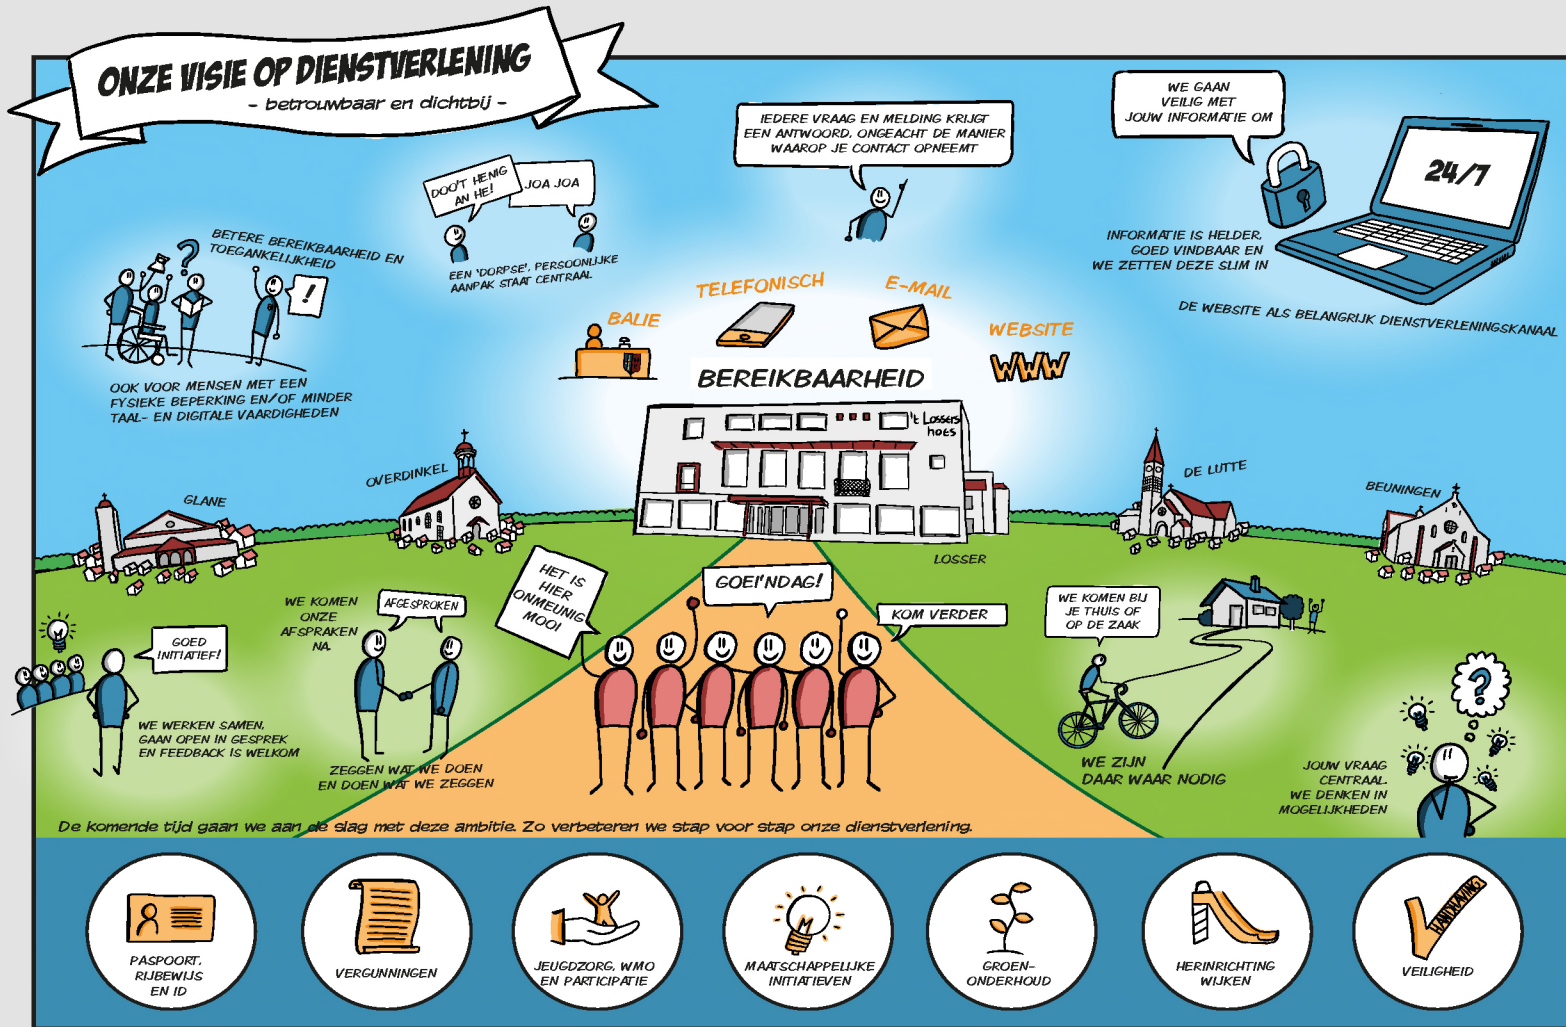 ONZE VISIE OP DIENSTVERLENING
- betrouwbaar en dichtbij -
DOO'T HENIG
AN HE!
JOA JOA
EEN 'DORPSE', PERSOONLIJKE
AANPAK STAAT CENTRAAL
IEDERE VRAAG EN MELDING KRIJGT
EEN ANTWOORD, ONGEACHT DE MANIER
WAAROP JE CONTACT OPNEEMT
WE GAAN
VEILIG MET
JOUW INFORMATIE OM
24/7
INFORMATIE IS HELDER,
GOED VINDBAAR EN
WE ZETTEN DEZE SLIM IN
DE WEBSITE ALS BELANGRIJK DIENSTVERLENINGSKANAAL
?
BETERE BEREIKBAARHEID EN
TOEGANKELIJKHEID
!
OOK VOOR MENSEN MET EEN
FYSIEKE BEPERKING EN/OF MINDER
TAAL- EN DIGITALE VAARDIGHEDEN
BALIE
TELEFONISCH
E-MAIL
WEBSITE
WWW
BEREIKBAARHEID
't Lossers
hoes
GLANE
OVERDINKEL
LOSSER
DE LUTTE
BEUNINGEN
GOED
INITIATIEF!
WE WERKEN SAMEN,
GAAN OPEN IN GESPREK
EN FEEDBACK IS WELKOM
WE KOMEN
ONZE
AFSPRAKEN
NA.
AFGESPROKEN
ZEGGEN WAT WE DOEN
EN DOEN WAT WE ZEGGEN
HET IS
HIER
ONMEUNIG
MOOI
GOEI'NDAG!
KOM VERDER
WE KOMEN BIJ
JE THUIS OF
OP DE ZAAK
WE ZIJN
DAAR WAAR NODIG
?
JOUW VRAAG
CENTRAAL.
WE DENKEN IN
MOGELIJKHEDEN
De komende tijd gaan we aan de slag met deze ambitie. Zo verbeteren we stap voor stap onze dienstverlening.
PASPOORT,
RIJBEWIJS
EN ID
VERGUNNINGEN
JEUGDZORG, WMO
EN PARTICIPATIE
MAATSCHAPPELIJKE
INITIATIEVEN
GROEN-
ONDERHOUD
HERINRICHTING
WIJKEN
HANDHAVING
VEILIGHEID